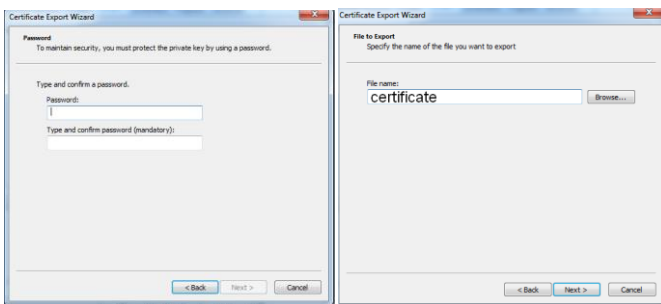 Certificate Export Wizard
Password
To maintain security, you must protect the private key by using a password.
Type and confirm a password.
Password:
Type and confirm password (mandatory):
< Back
Next >
Cancel
Certificate Export Wizard
File to Export
Specify the name of the file you want to export
File name:
certificate
Browse...
< Back
Next >
Cancel